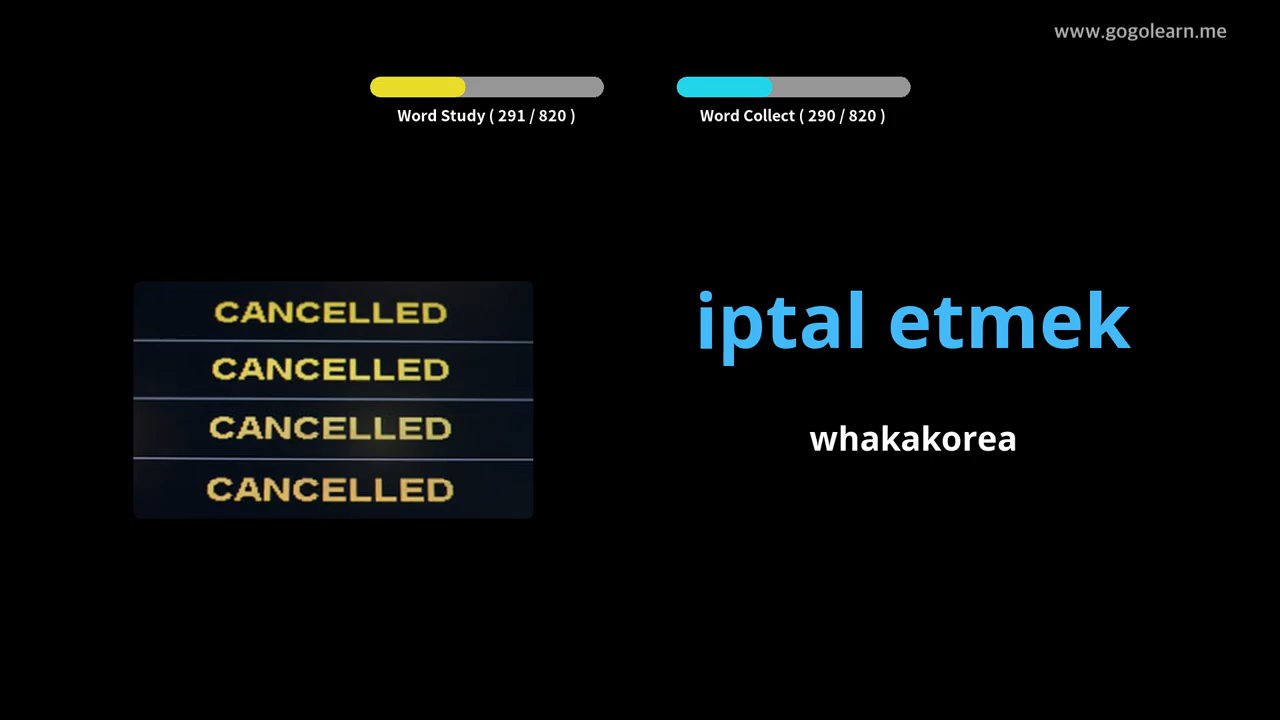 www.gogolearn.me
Word Study ( 291 / 820 )
Word Collect ( 290 / 820 )
CANCELLED
CANCELLED
CANCELLED
CANCELLED
iptal etmek
whakakorea